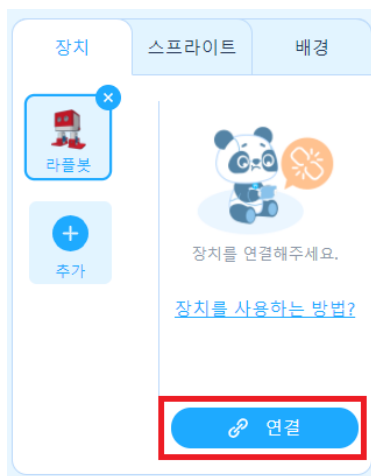 장치
스프라이트
배경
라플봇
추가
장치를 연결해주세요.
장치를 사용하는 방법?
연결